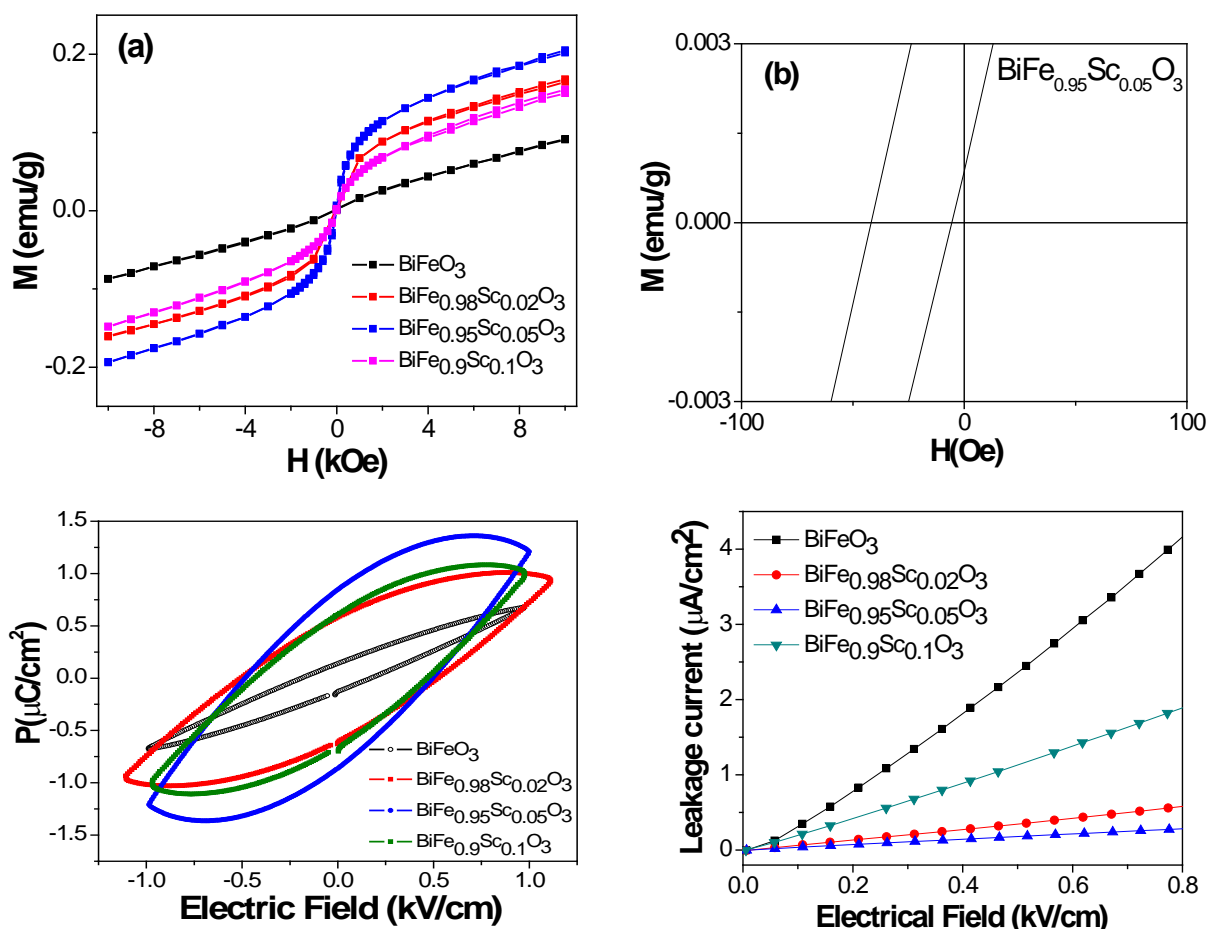 (a)
M (emu/g)
0.2
0.0
-0.2
BiFeO3
BiFe0.98Sc0.02O3
BiFe0.95Sc0.05O3
BiFe0.9Sc0.1O3
-8 -4 0 4 8
H (kOe)
(b)
BiFe0.95Sc0.05O3
M (emu/g)
0.003
0.000
-0.003
-100 0 100
H(Oe)
P(μC/cm2)
1.5
1.0
0.5
0.0
-0.5
-1.0
-1.5
BiFeO3
BiFe0.98Sc0.02O3
BiFe0.95Sc0.05O3
BiFe0.9Sc0.1O3
-1.0 -0.5 0.0 0.5 1.0
Electric Field (kV/cm)
Leakage current (μA/cm2)
4
2
0
BiFeO3
BiFe0.98Sc0.02O3
BiFe0.95Sc0.05O3
BiFe0.9Sc0.1O3
0.0 0.2 0.4 0.6 0.8
Electrical Field (kV/cm)